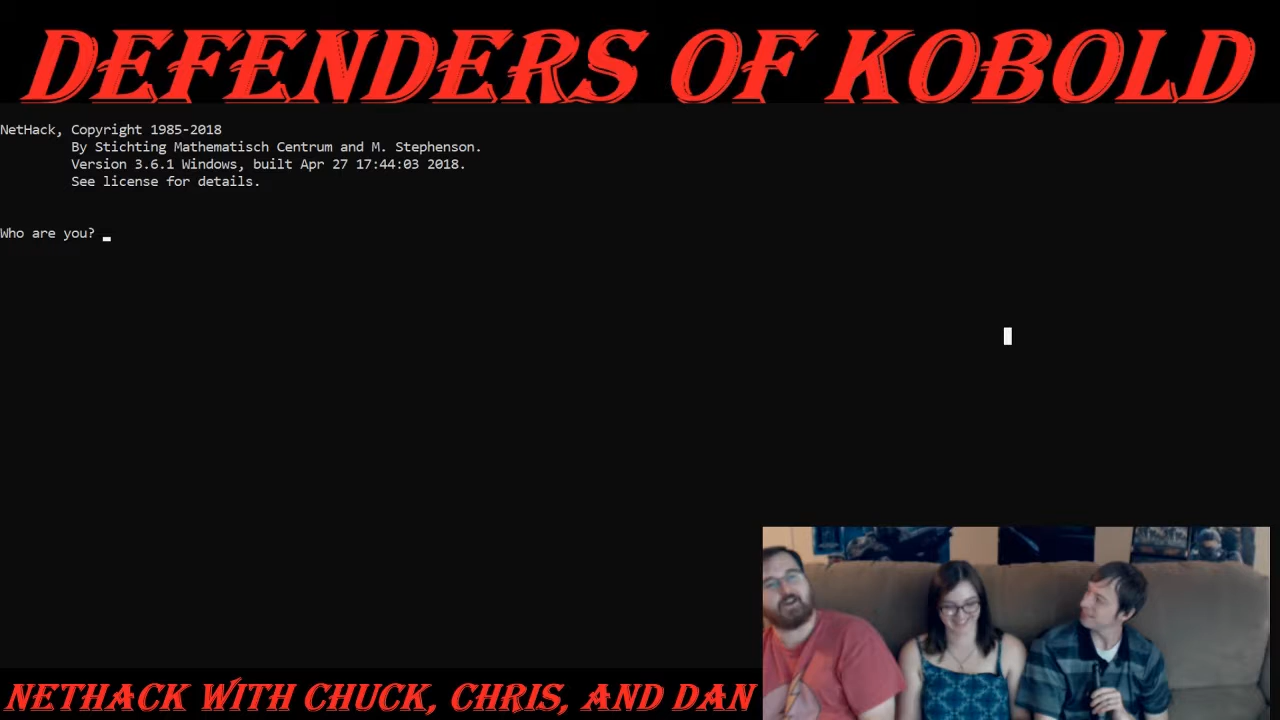 DEFENDERS OF KOBOLD
NetHack, Copyright 1985-2018
By Stichting Mathematisch Centrum and M. Stephenson.
Version 3.6.1 Windows, built Apr 27 17:44:03 2018.
See license for details.
Who are you?
NETHACK WITH CHUCK, CHRIS, AND DAN